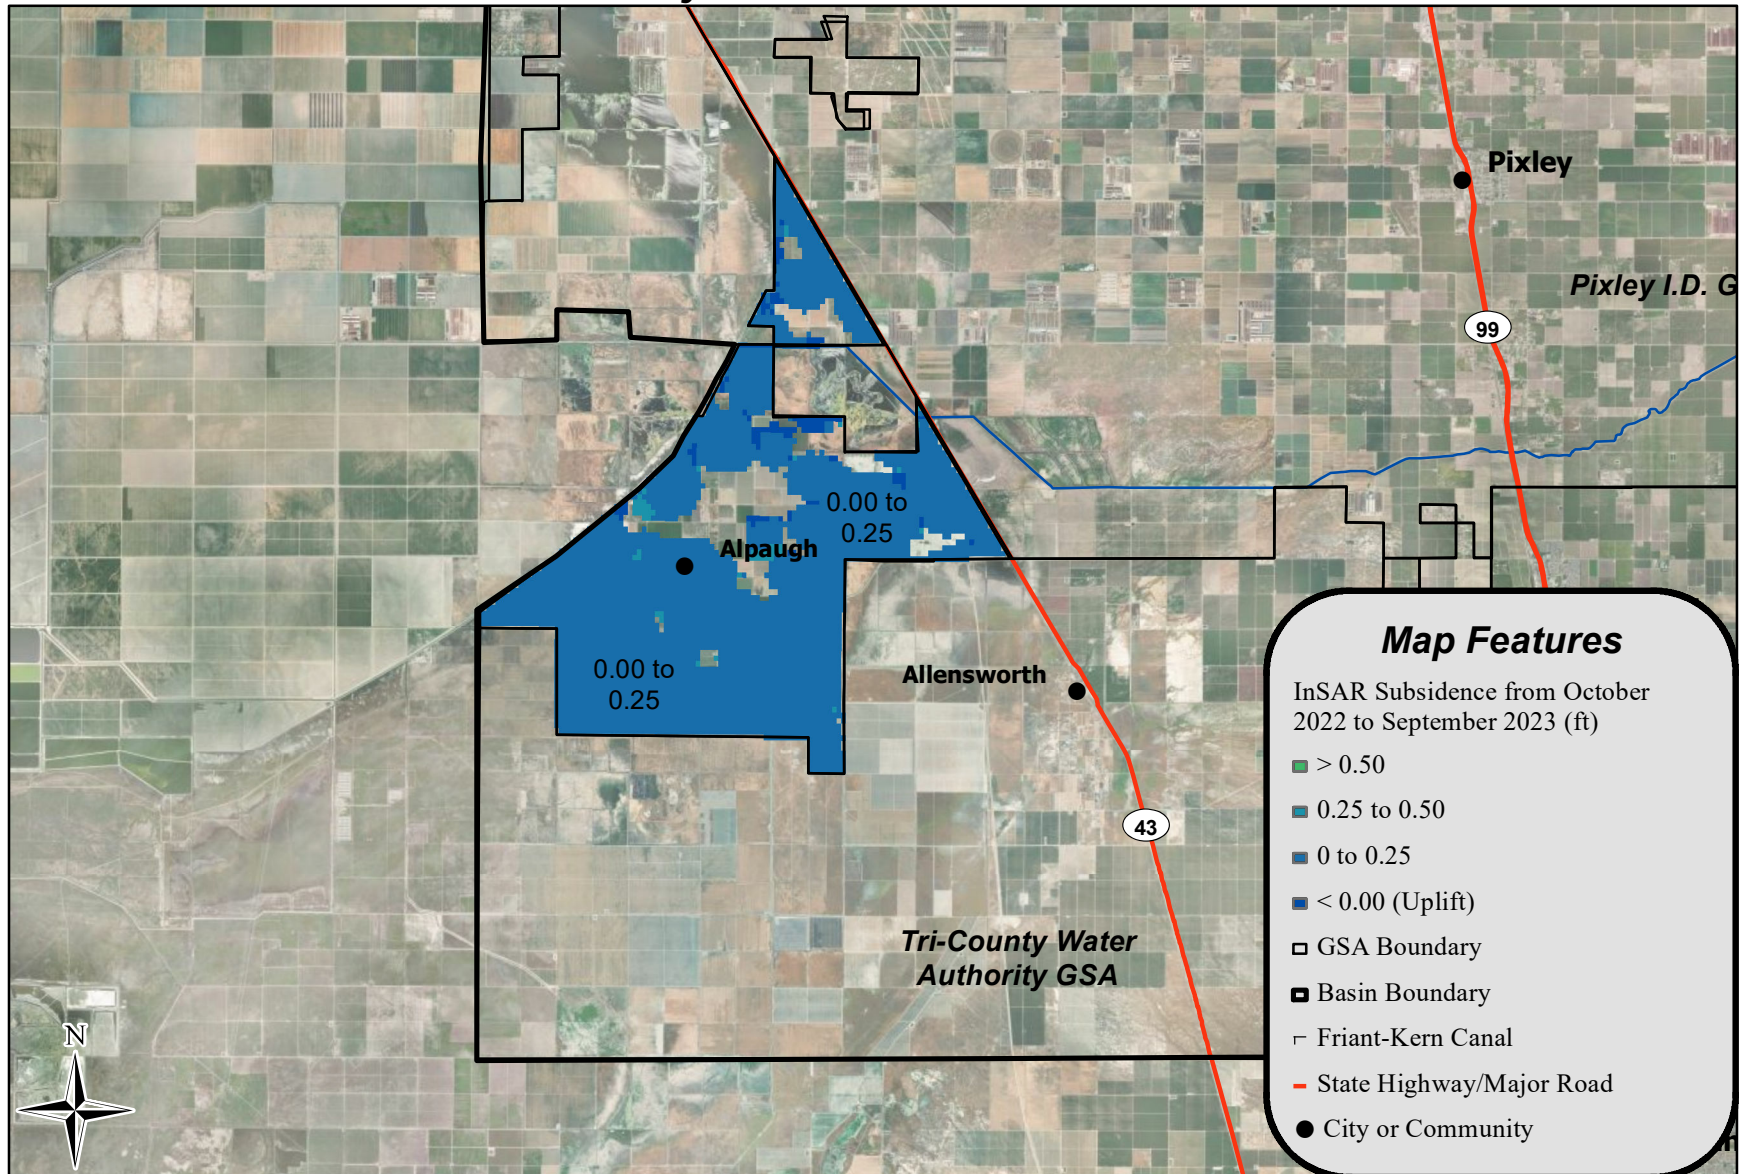 Pixley
Pixley I.D. G
99
0.00 to
0.25
Alpaugh
0.00 to
0.25
Allensworth
43
Tri-County Water
Authority GSA
N
Map Features
InSAR Subsidence from October
2022 to September 2023 (ft)
> 0.50
0.25 to 0.50
0 to 0.25
< 0.00 (Uplift)
GSA Boundary
Basin Boundary
Friant-Kern Canal
State Highway/Major Road
City or Community